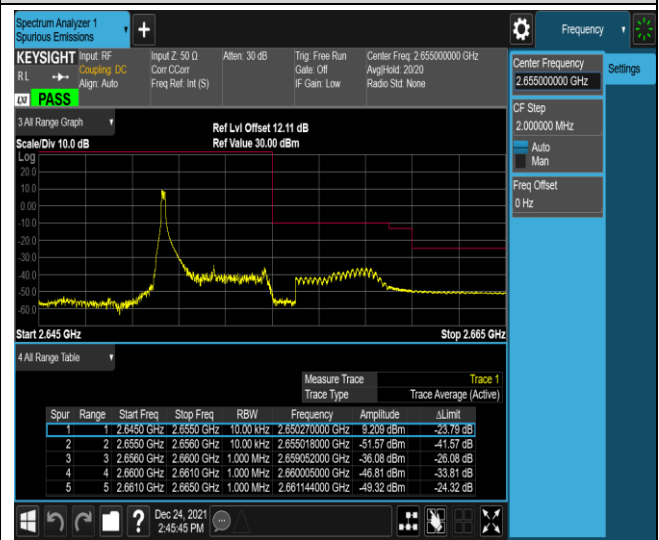 Spectrum Analyzer 1
Spurious Emissions
+
Frequency
KEYSIGHT Input: RF Input Z: 50 Ω Atten: 30 dB Trig: Free Run Center Freq: 2.655000000 GHz
R L Coupling: DC Corr CCorr Gate: Off Avg|Hold: 20/20
Align: Auto Freq Ref: Int (S) IF Gain: Low Radio Std: None
LXI PASS
Center Frequency
2.655000000 GHz
Settings
CF Step
2.000000 MHz
Auto
Man
Freq Offset
0 Hz
3 All Range Graph
Ref Lvl Offset 12.11 dB
Scale/Div 10.0 dB Ref Value 30.00 dBm
Log
20.0
10.0
0.00
-10.0
-20.0
-30.0
-40.0
-50.0
-60.0
Start 2.645 GHz Stop 2.665 GHz
4 All Range Table
Measure Trace Trace 1
Trace Type Trace Average (Active)
Spur Range Start Freq Stop Freq RBW Frequency Amplitude ΔLimit
1 1 2.6450 GHz 2.6550 GHz 10.00 kHz 2.650270000 GHz 9.209 dBm -23.79 dB
2 2 2.6550 GHz 2.6560 GHz 10.00 kHz 2.655018000 GHz -51.57 dBm -41.57 dB
3 3 2.6560 GHz 2.6600 GHz 1.000 MHz 2.659052000 GHz -36.08 dBm -26.08 dB
4 4 2.6600 GHz 2.6610 GHz 1.000 MHz 2.660005000 GHz -46.81 dBm -33.81 dB
5 5 2.6610 GHz 2.6650 GHz 1.000 MHz 2.661144000 GHz -49.32 dBm -24.32 dB
? Dec 24, 2021
2:45:45 PM